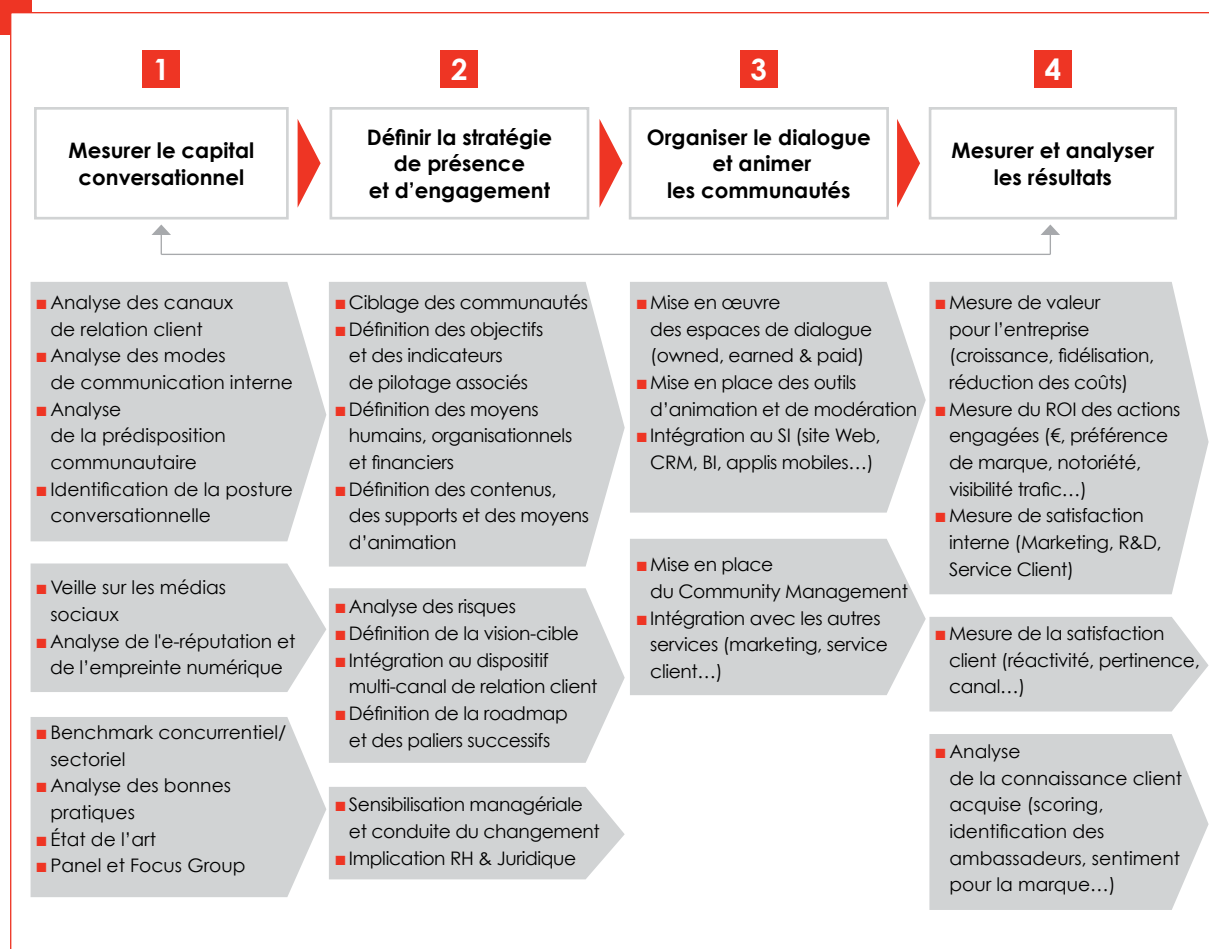 1
Mesurer le capital
conversationnel
2
Définir la stratégie
de présence
et d'engagement
3
Organiser le dialogue
et animer
les communautés
4
Mesurer et analyser
les résultats
Analyse des canaux
de relation client
Analyse des modes
de communication interne
Analyse
de la prédisposition
communautaire
Identification de la posture
conversationnelle
Veille sur les médias
sociaux
Analyse de l'e-réputation et
de l'empreinte numérique
Benchmark concurrentiel/
sectoriel
Analyse des bonnes
pratiques
État de l'art
Panel et Focus Group
Ciblage des communautés
Définition des objectifs
et des indicateurs
de pilotage associés
Définition des moyens
humains, organisationnels
et financiers
Définition des contenus,
des supports et des moyens
d'animation
Analyse des risques
Définition de la vision-cible
Intégration au dispositif
multi-canal de relation client
Définition de la roadmap
et des paliers successifs
Sensibilisation managériale
et conduite du changement
Implication RH & Juridique
Mise en œuvre
des espaces de dialogue
(owned, earned & paid)
Mise en place des outils
d'animation et de modération
Intégration au SI (site Web,
CRM, BI, applis mobiles…)
Mise en place
du Community Management
Intégration avec les autres
services (marketing, service
client…)
Mesure de valeur
pour l'entreprise
(croissance, fidélisation,
réduction des coûts)
Mesure du ROI des actions
engagées (€, préférence
de marque, notoriété,
visibilité trafic…)
Mesure de satisfaction
interne (Marketing, R&D,
Service Client)
Mesure de la satisfaction
client (réactivité, pertinence,
canal…)
Analyse
de la connaissance client
acquise (scoring,
identification des
ambassadeurs, sentiment
pour la marque…)